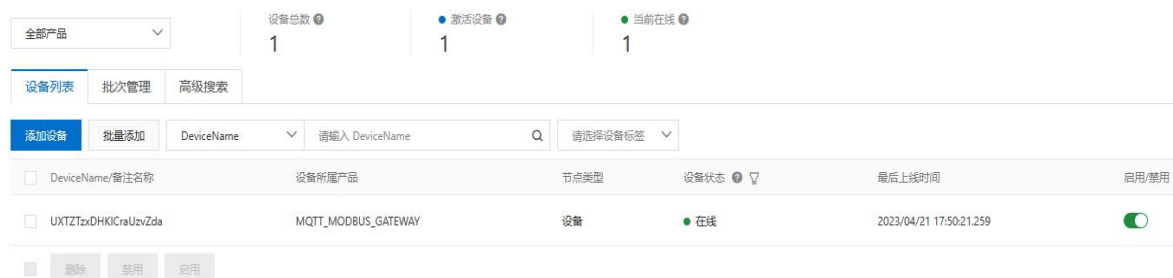 全部产品
设备总数
激活设备
当前在线
1
1
1
设备列表 批次管理 高级搜索
添加设备 批量添加 DeviceName 请输入 DeviceName 请选择设备标签
DeviceName/备注名称 设备所属产品 节点类型 设备状态 最后上线时间 启用/禁用
UXTZTzxDHKICraUzvZda MQTT_MODBUS_GATEWAY 设备 在线 2023/04/21 17:50:21.259
删除 禁用 启用